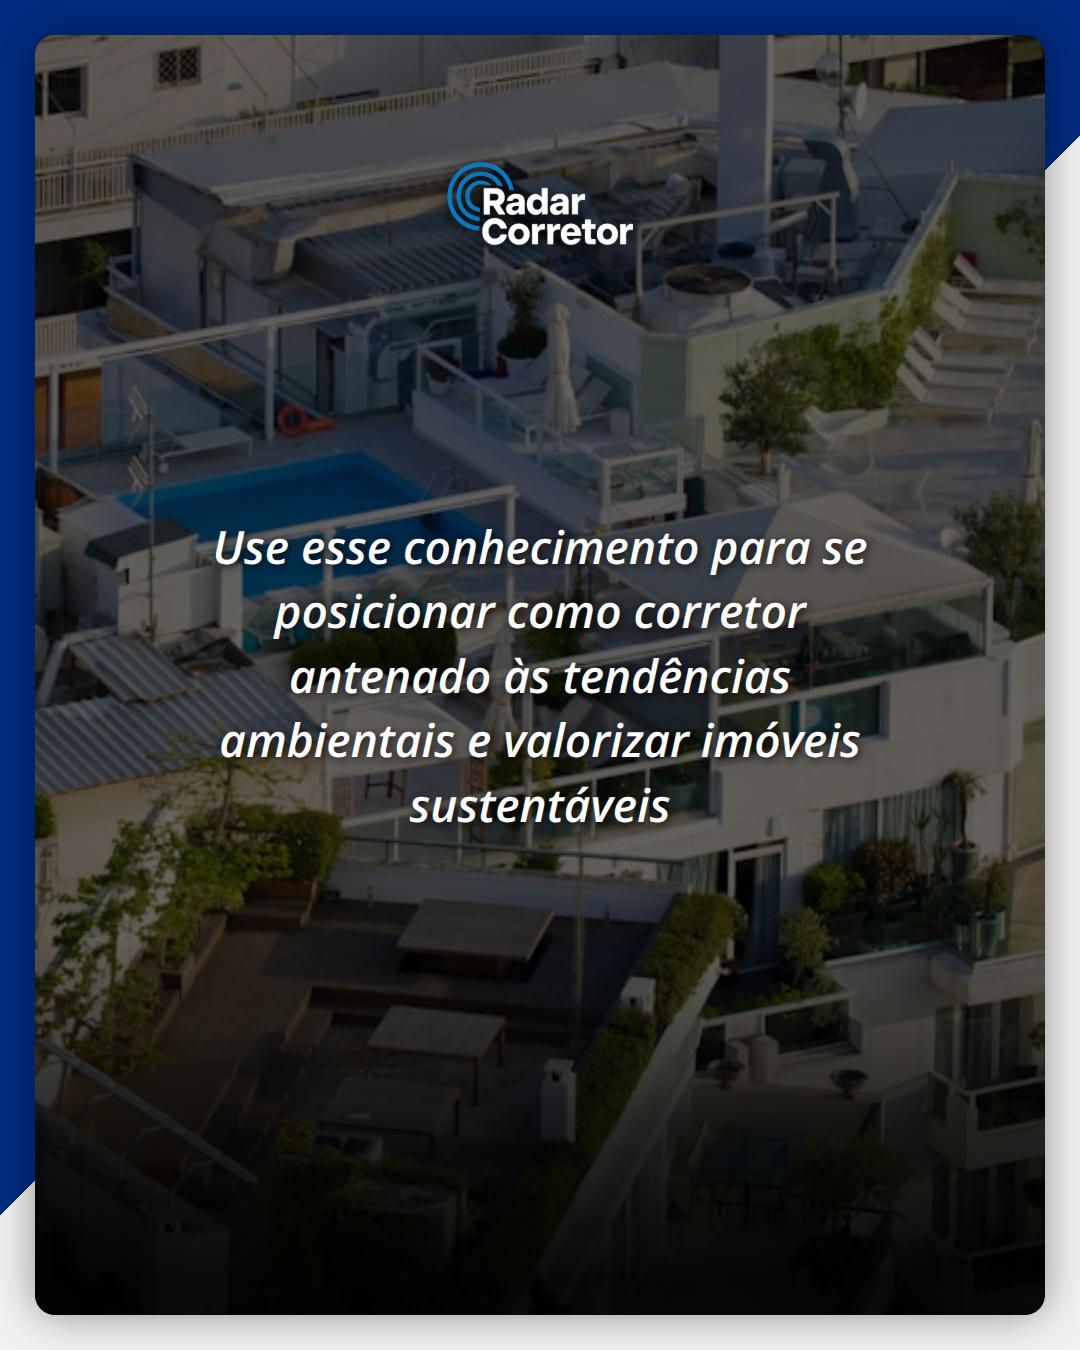 Radar
Corretor
Use esse conhecimento para se
posicionar como corretor
antenado às tendências
ambientais e valorizar imóveis
sustentáveis